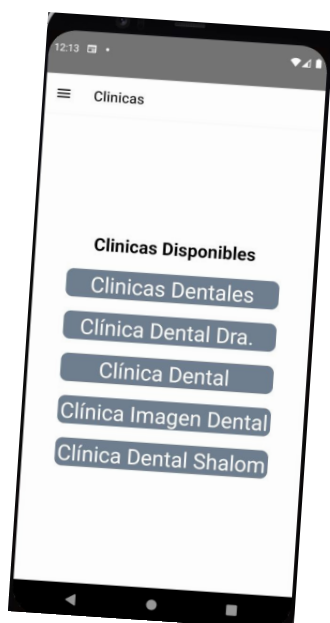 12:13
Clinicas
Clinicas Disponibles
Clinicas Dentales
Clínica Dental Dra.
Clínica Dental
Clínica Imagen Dental
Clínica Dental Shalom